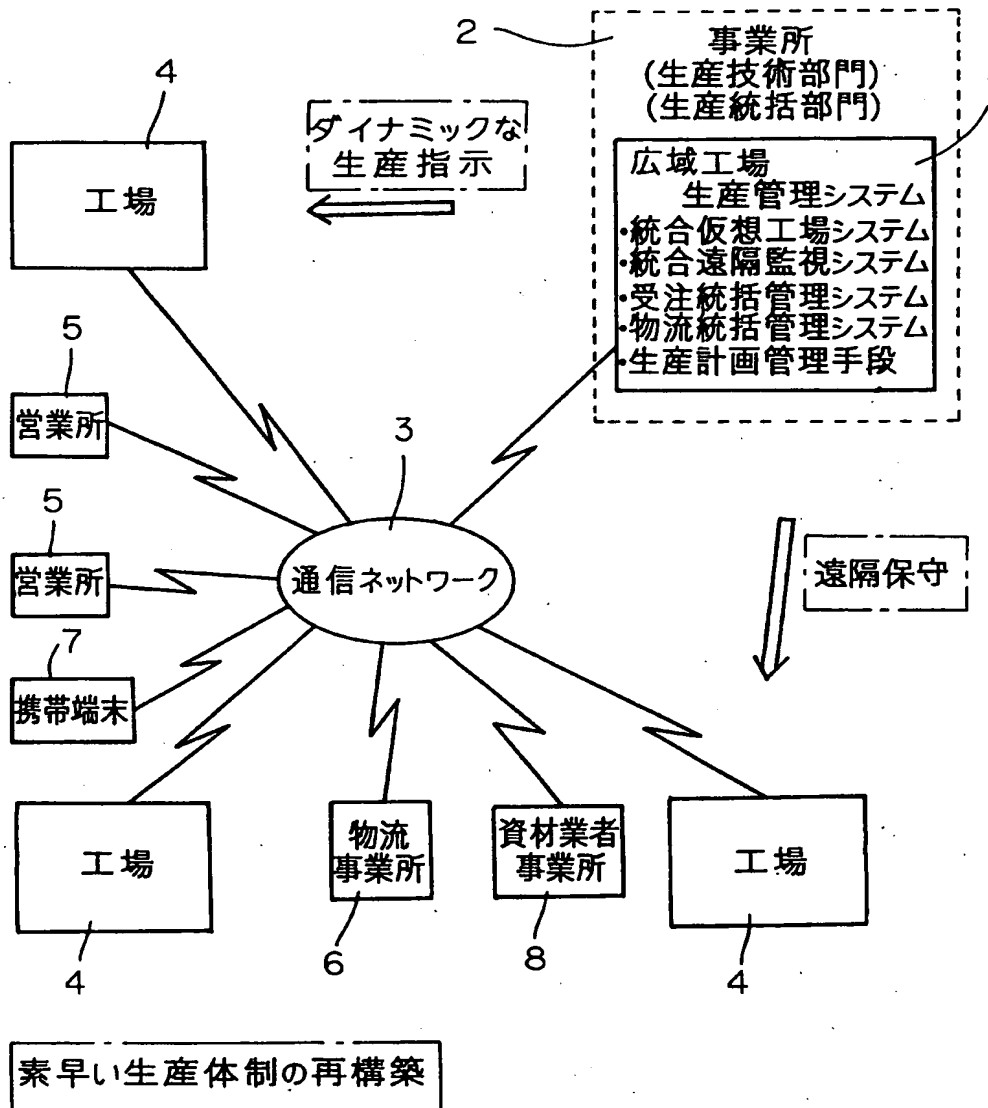 2
事業所
(生産技術部門)
(生産統括部門)
広域工場
生産管理システム
・統合仮想工場システム
・統合遠隔監視システム
・受注統括管理システム
・物流統括管理システム
・生産計画管理手段
4
工場
ダイナミックな
生産指示
5
営業所
3
通信ネットワーク
5
営業所
遠隔保守
7
携帯端末
工場
4
物流
事業所
6
資材業者
事業所
8
工場
4
素早い生産体制の再構築